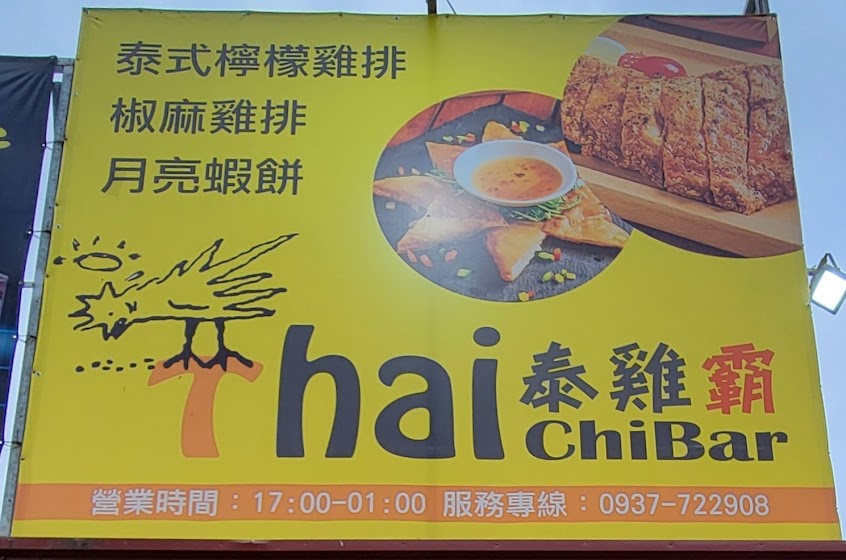 泰式檸檬雞排
椒麻雞排
月亮蝦餅
Thai 泰雞霸
ChiBar
營業時間：17:00-01:00 服務專線：0937-722908